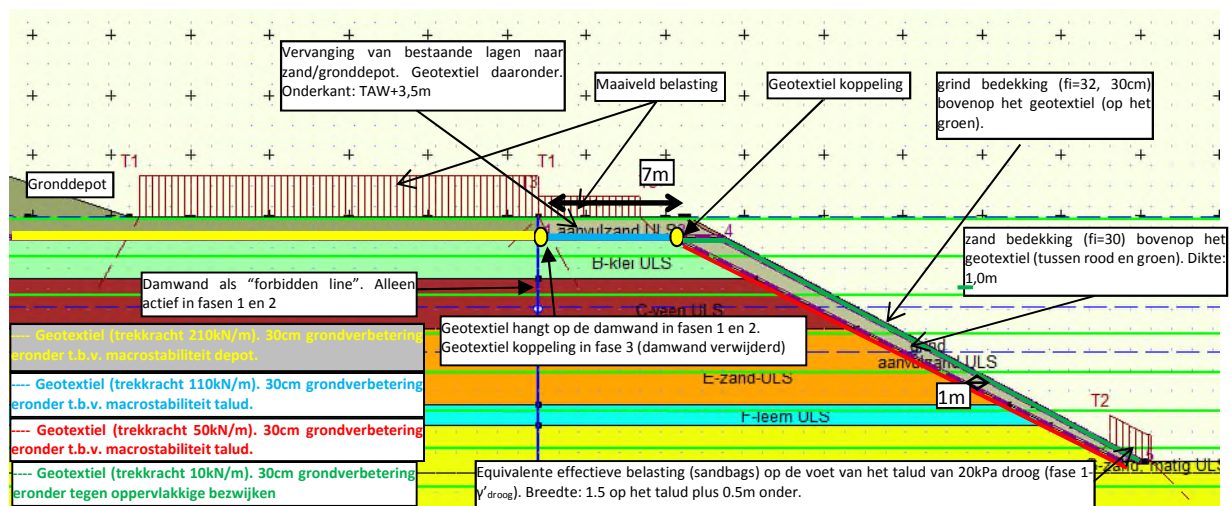 Vervanging van bestaande lagen naar
zand/gronddepot. Geotextiel daaronder.
Onderkant: TAW+3,5m
Maaiveld belasting
Geotextiel koppeling
grind bedekking (fi=32, 30cm)
bovenop het geotextiel (op het
groen).
T1
T1
7m
Gronddepot
aanvulzand ULS
4
B-klei ULS
zand bedekking (fi=30) bovenop het
geotextiel (tussen rood en groen). Dikte:
1,0m
Damwand als "forbidden line". Alleen
actief in fasen 1 en 2
C-veen ULS
Geotextiel hangt op de damwand in fasen 1 en 2.
Geotextiel koppeling in fase 3 (damwand verwijderd)
---- Geotextiel (trekkracht 210kN/m). 30cm grondverbetering
eronder t.b.v. macrostabiliteit depot.
grind
aanvulzand ULS
E-zand-ULS
1m
---- Geotextiel (trekkracht 110kN/m). 30cm grondverbetering
eronder t.b.v. macrostabiliteit talud.
T2
F-leem ULS
---- Geotextiel (trekkracht 50kN/m). 30cm grondverbetering
eronder t.b.v. macrostabiliteit talud.
---- Geotextiel (trekkracht 10kN/m). 30cm grondverbetering
eronder tegen oppervlakkige bezwijken
Equivalente effectieve belasting (sandbags) op de voet van het talud van 20kPa droog (fase 1-
γ'droog). Breedte: 1.5 op het talud plus 0.5m onder.
zand, matig ULS